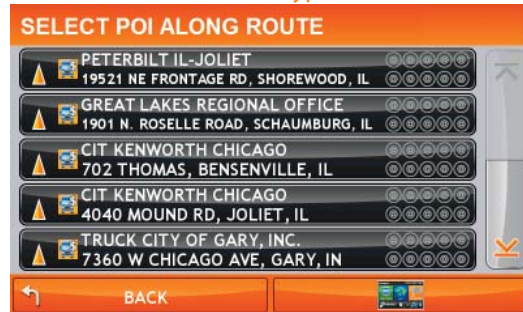 SELECT POI ALONG ROUTE
PETERBILT IL-JOLIET
19521 NE FRONTAGE RD, SHOREWOOD, IL
GREAT LAKES REGIONAL OFFICE
1901 N. ROSELLE ROAD, SCHAUMBURG, IL
CIT KENWORTH CHICAGO
702 THOMAS, BENSENVILLE, IL
CIT KENWORTH CHICAGO
4040 MOUND RD, JOLIET, IL
TRUCK CITY OF GARY, INC.
7360 W CHICAGO AVE, GARY, IN
BACK